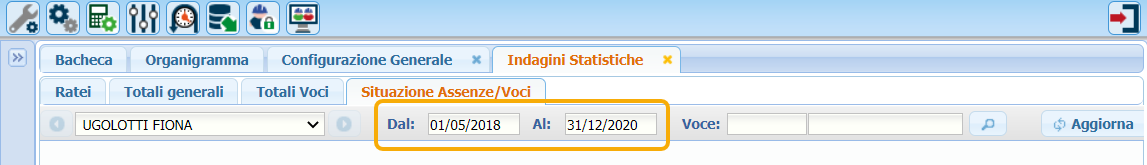 Bacheca Organigramma Configurazione Generale Indagini Statistiche
Ratei Totali generali Totali Voci Situazione Assenze/Voci
UGOLOTTI FIONA Dal: 01/05/2018 Al: 31/12/2020 Voce: Aggiorna